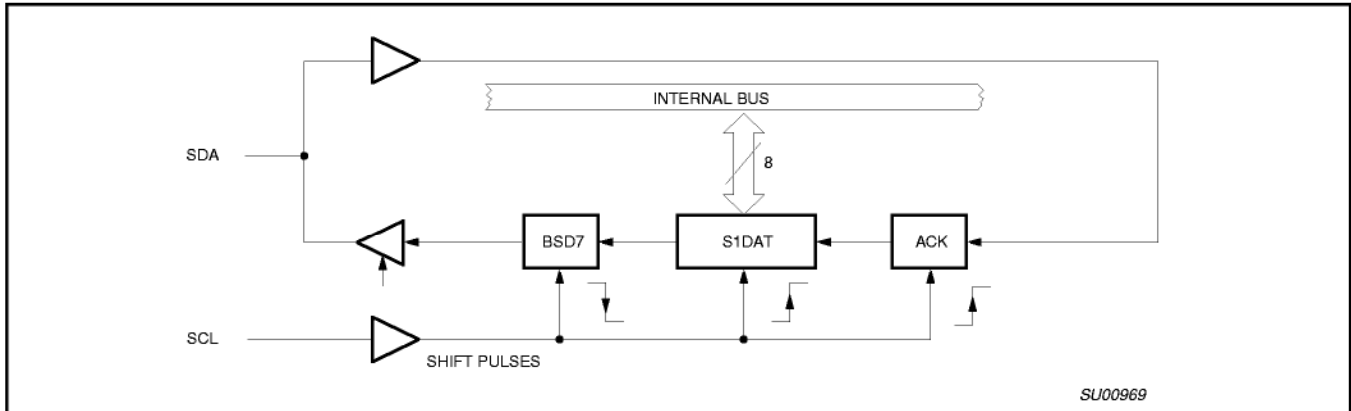 INTERNAL BUS
SDA
8
BSD7
S1DAT
ACK
SCL
SHIFT PULSES
SU00969